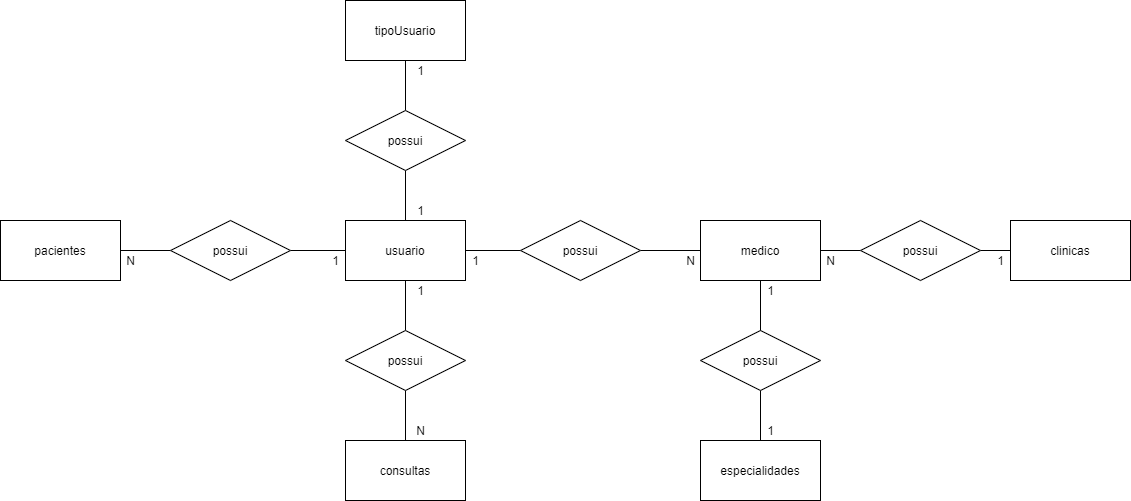 tipoUsuario
1
possui
1
pacientes
N
possui
1
usuario
1
possui
N
medico
N
possui
1
clinicas
1
possui
N
consultas
1
possui
1
especialidades